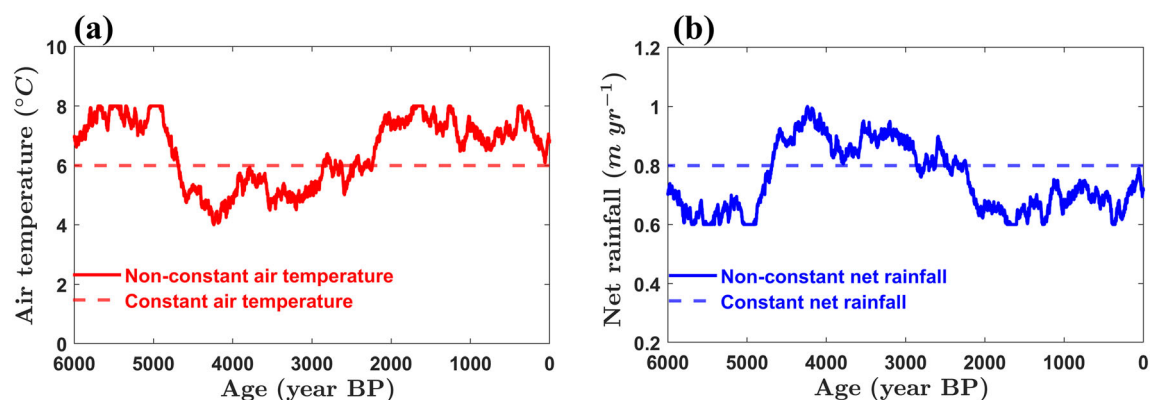 (a)
Air temperature (°C)
10
8
6
4
2
0
Non-constant air temperature
Constant air temperature
6000 5000 4000 3000 2000 1000 0
Age (year BP)
(b)
Net rainfall (m yr⁻¹)
1.2
1
0.8
0.6
0.4
0.2
Non-constant net rainfall
Constant net rainfall
6000 5000 4000 3000 2000 1000 0
Age (year BP)